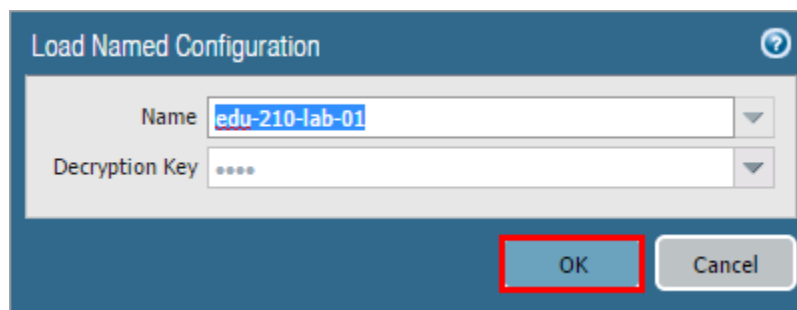 Load Named Configuration
Name edu-210-lab-01
Decryption Key ••••
OK Cancel